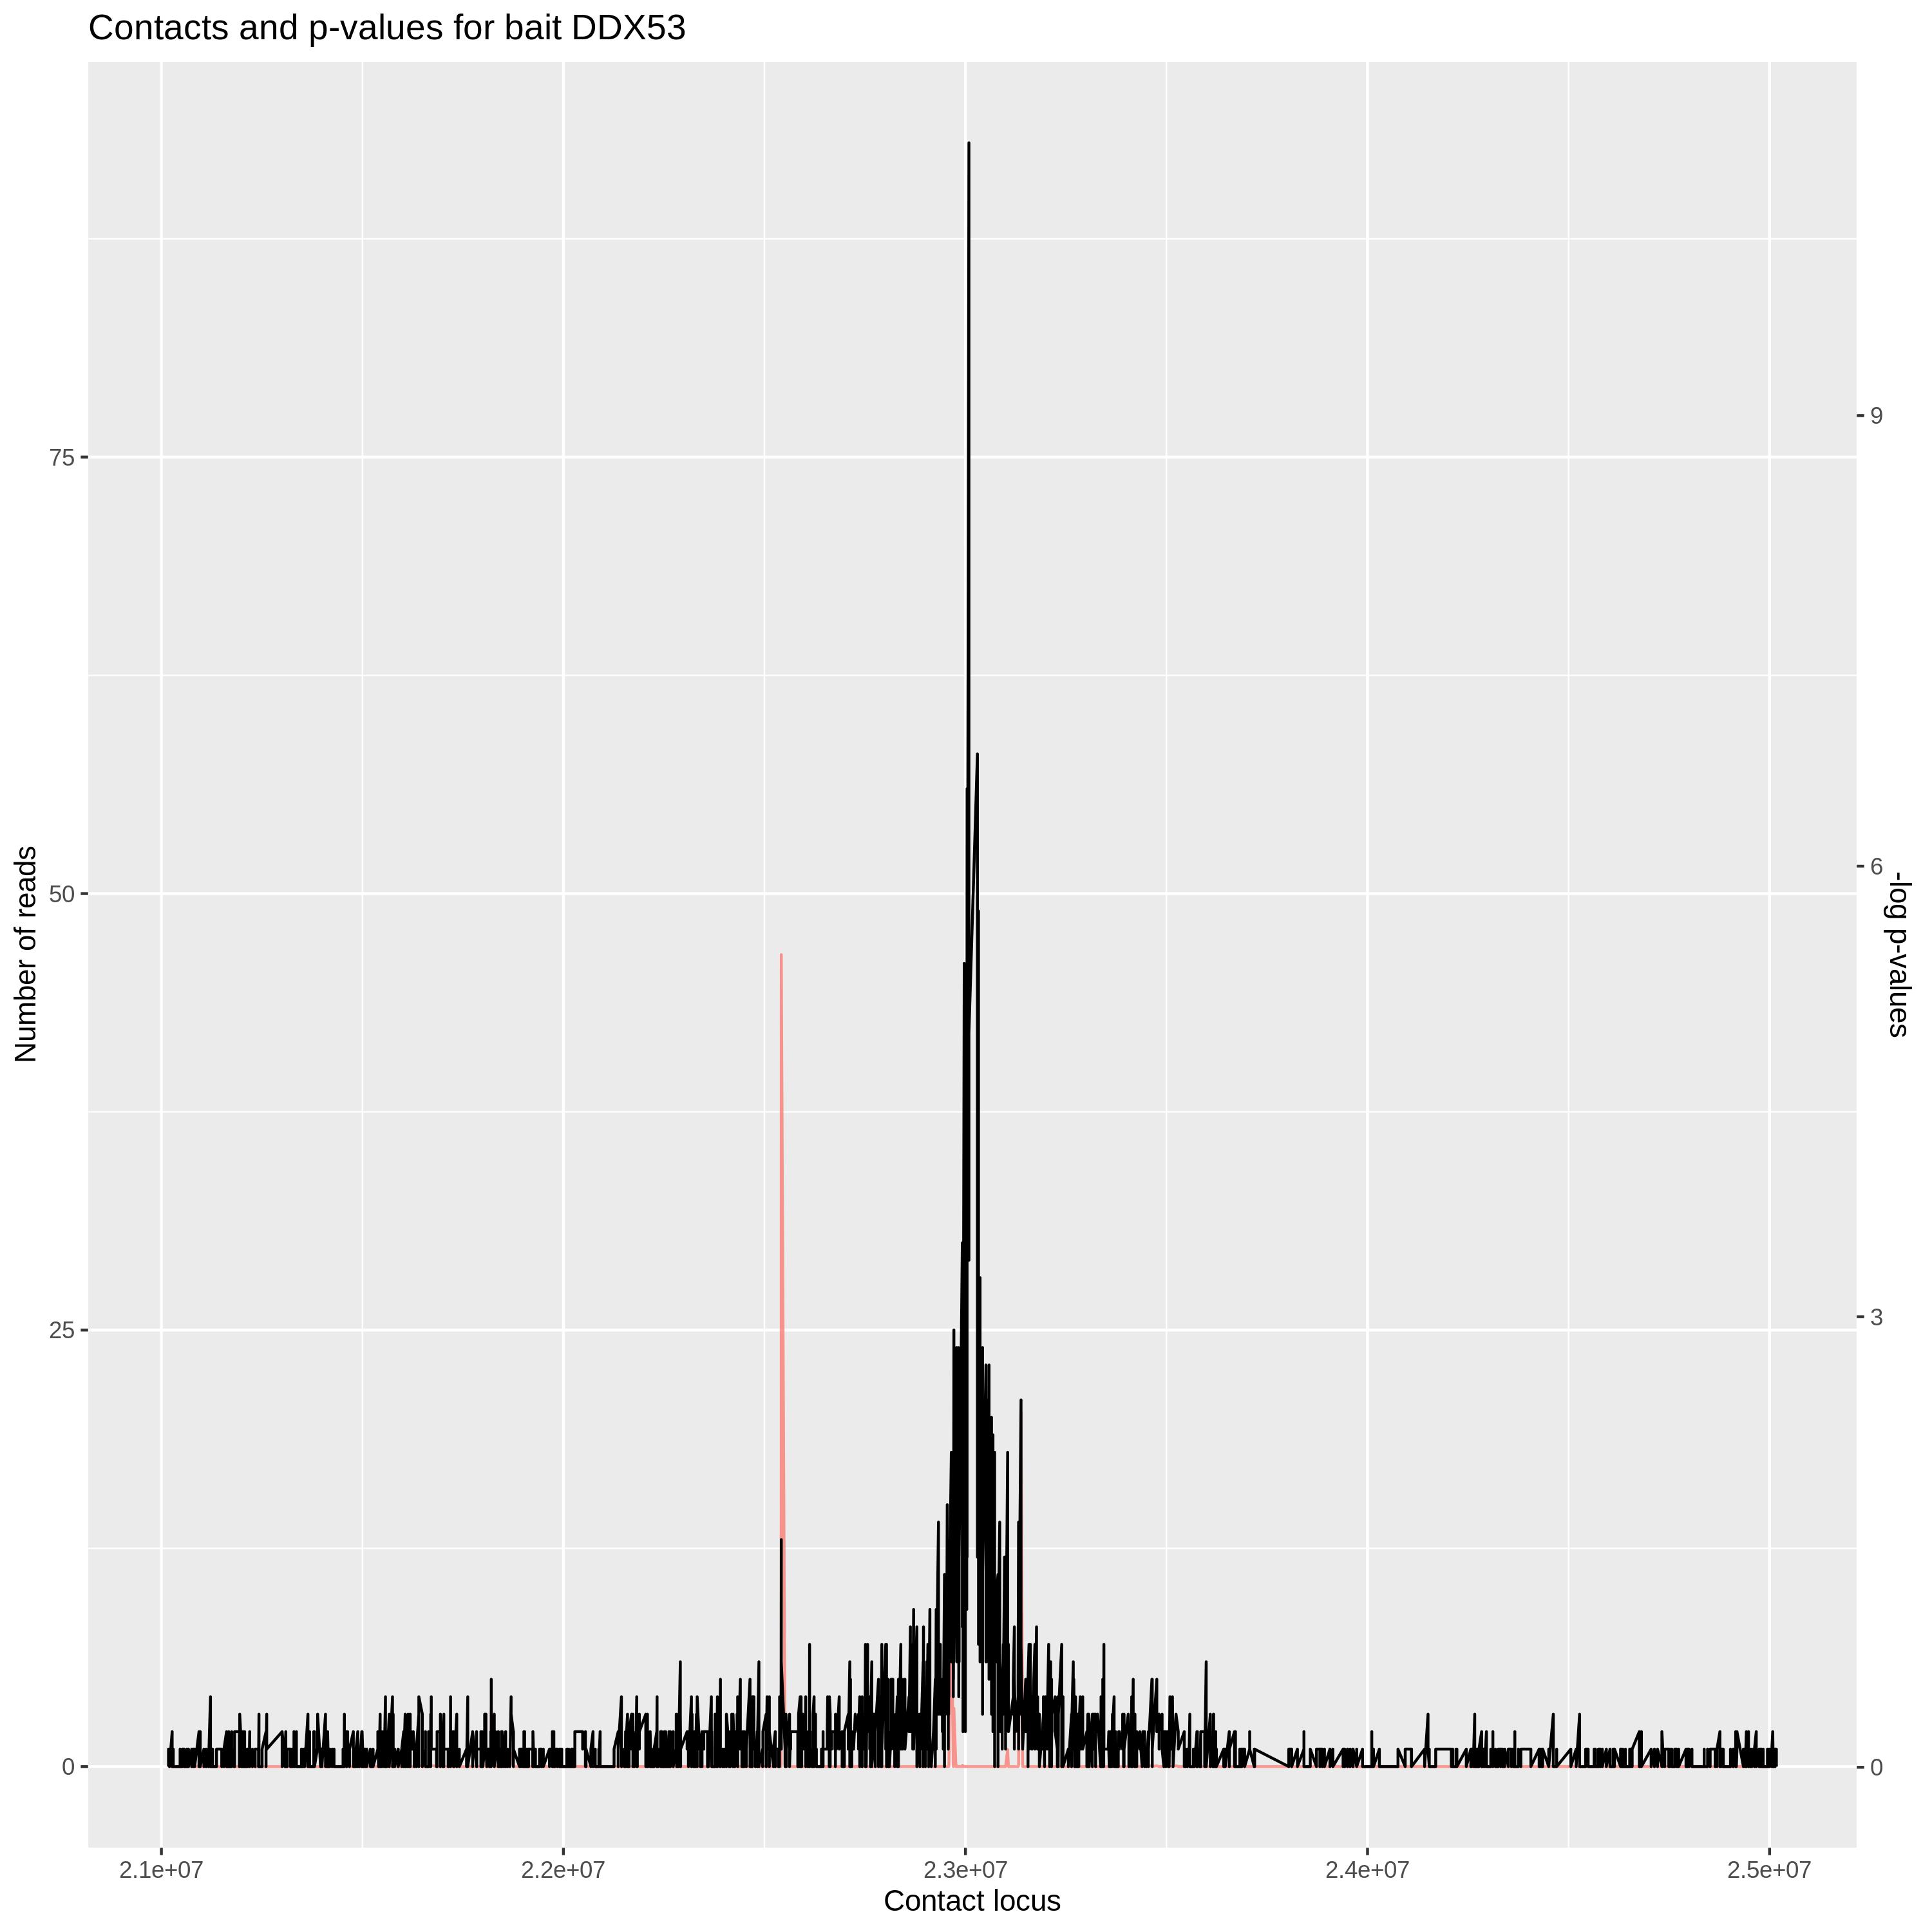 Contacts and p-values for bait DDX53
Number of reads
75
50
25
0
9
6
3
0
-log p-values
2.1e+07 2.2e+07 2.3e+07 2.4e+07 2.5e+07
Contact locus